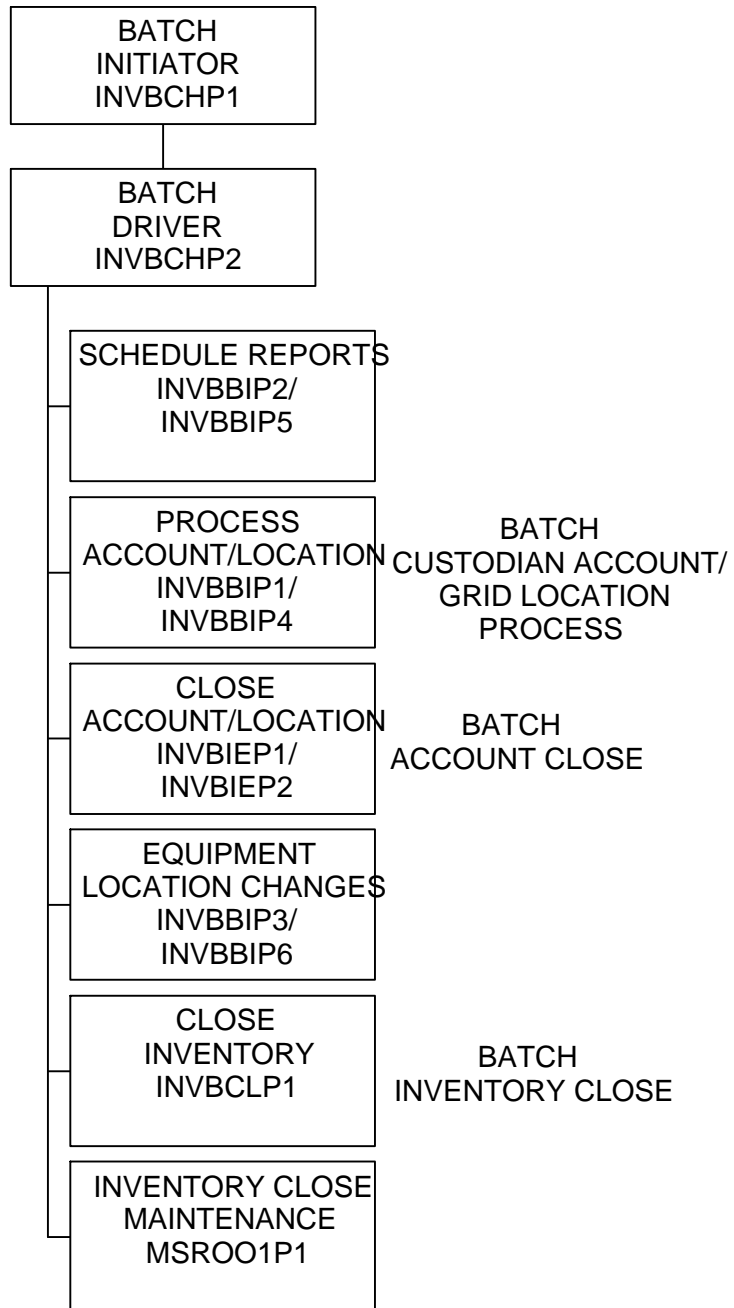 BATCH
INITIATOR
INVBCHP1
BATCH
DRIVER
INVBCHP2
SCHEDULE REPORTS
INVBBIP2/
INVBBIP5
PROCESS
ACCOUNT/LOCATION
INVBBIP1/
INVBBIP4
BATCH
CUSTODIAN ACCOUNT/
GRID LOCATION
PROCESS
CLOSE
ACCOUNT/LOCATION
INVBIEP1/
INVBIEP2
BATCH
ACCOUNT CLOSE
EQUIPMENT
LOCATION CHANGES
INVBBIP3/
INVBBIP6
CLOSE
INVENTORY
INVBCLP1
BATCH
INVENTORY CLOSE
INVENTORY CLOSE
MAINTENANCE
MSROO1P1